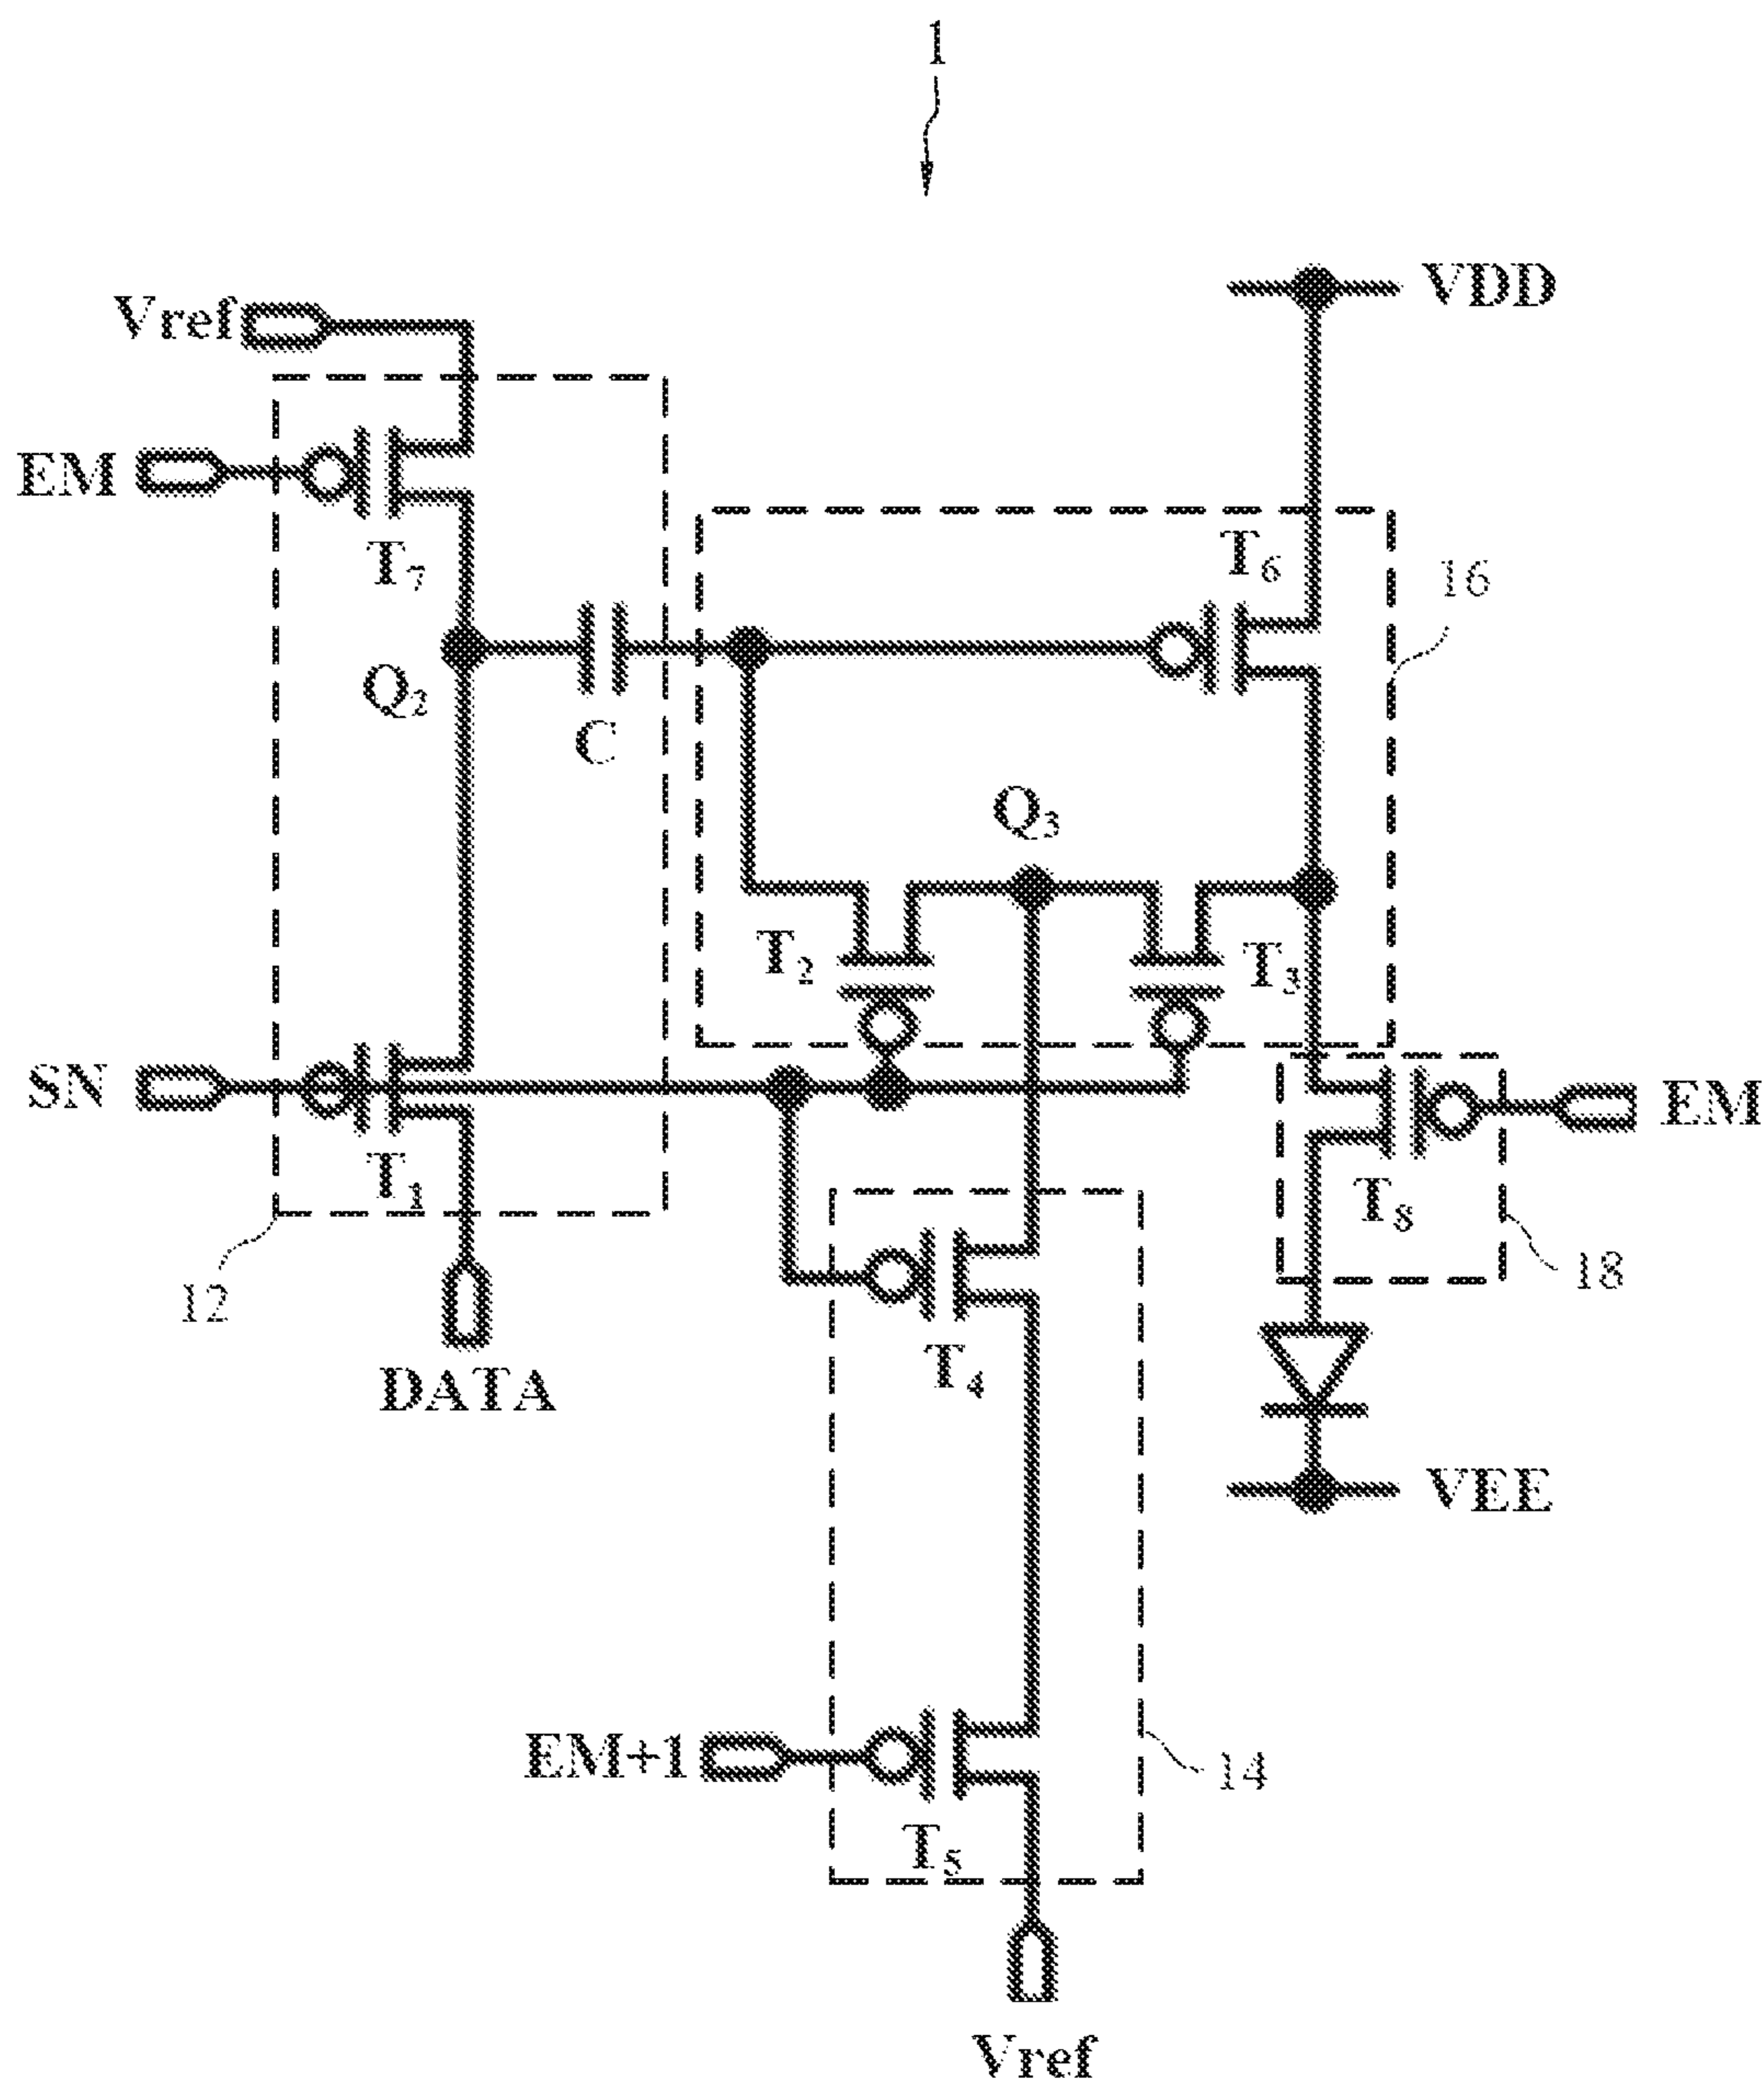 1
Vref
VDD
EM
T7
T6
16
Q2
C
Q3
T2
T3
SN
EM
T1
T8
12
18
DATA
T4
VEE
EM+1
14
T5
Vref